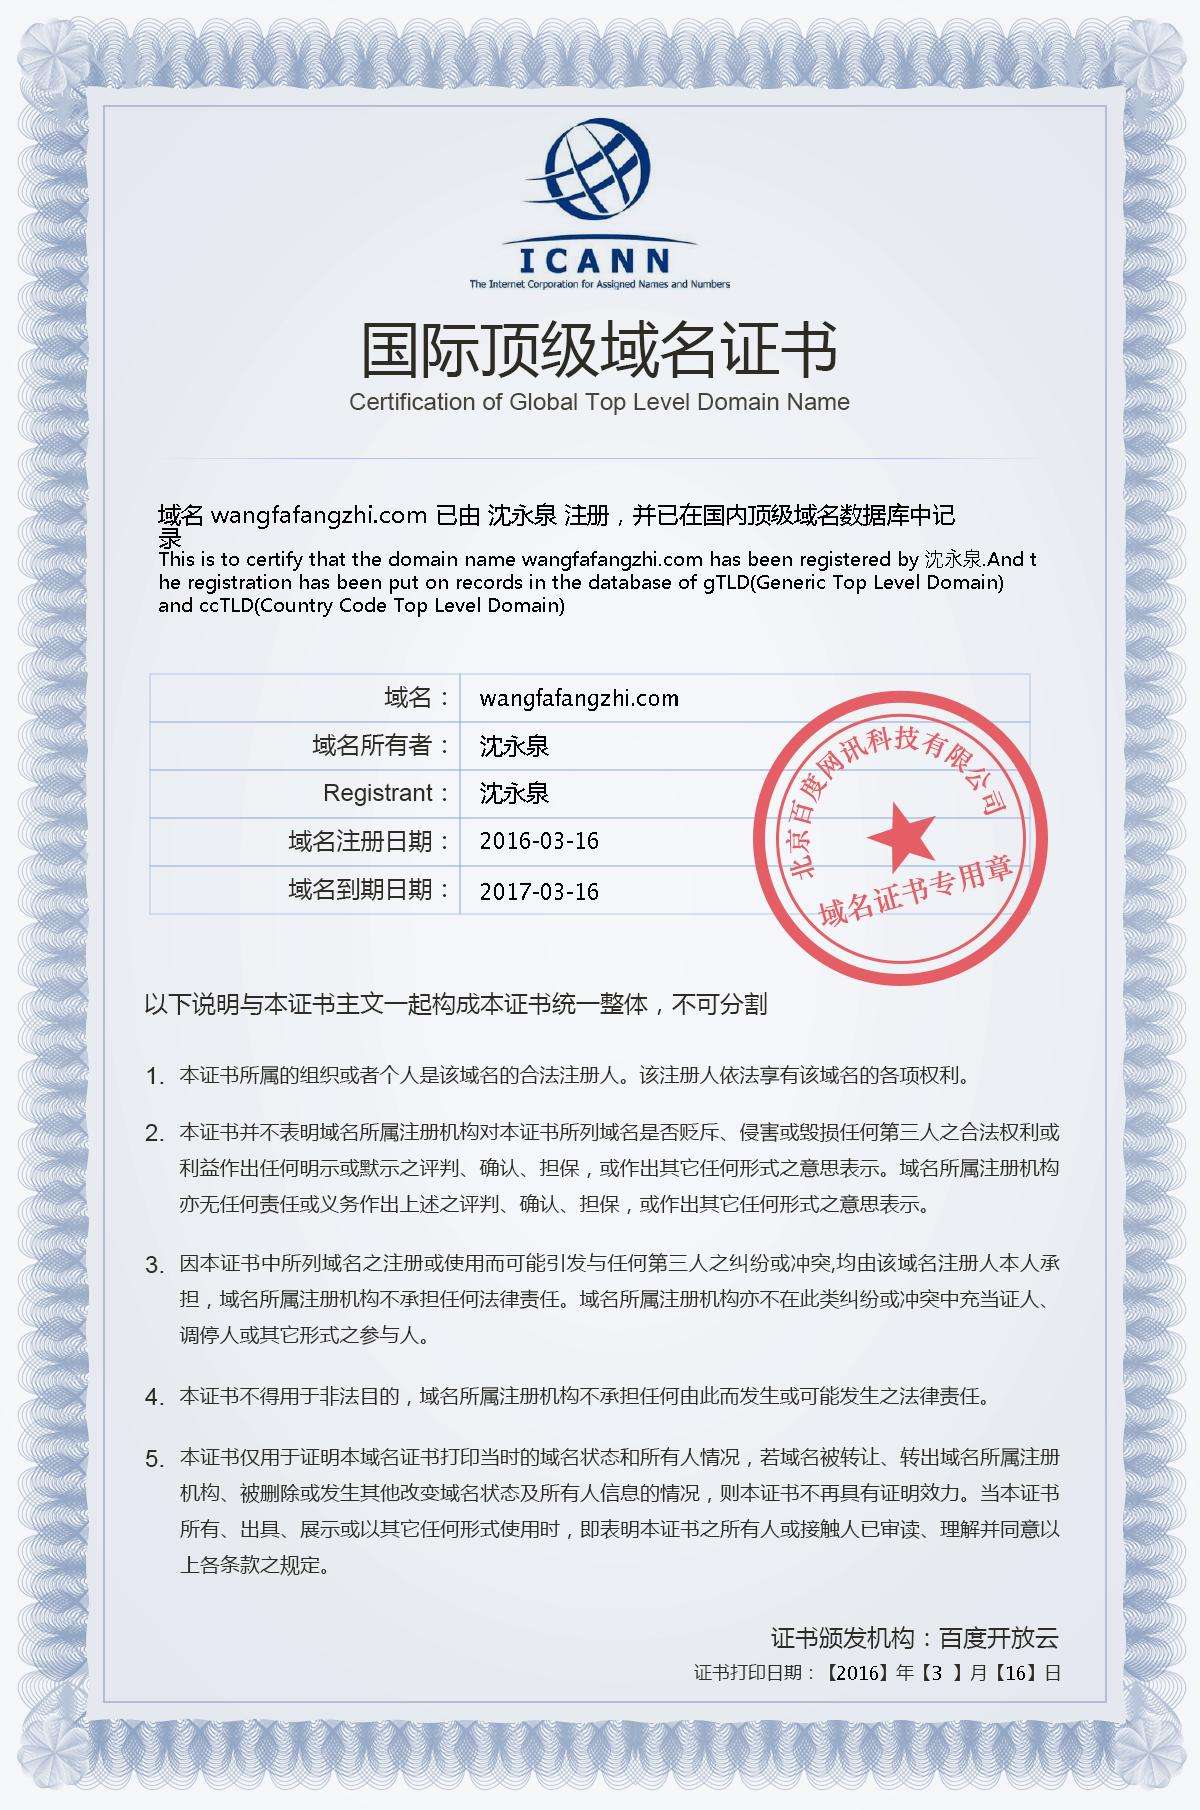 ICANN
The Internet Corporation for Assigned Names and Numbers
国际顶级域名证书
Certification of Global Top Level Domain Name
域名 wangfafangzhi.com 已由 沈永泉 注册，并已在国内顶级域名数据库中记
录
This is to certify that the domain name wangfafangzhi.com has been registered by 沈永泉.And t
he registration has been put on records in the database of gTLD(Generic Top Level Domain)
and ccTLD(Country Code Top Level Domain)
域名： wangfafangzhi.com
域名所有者： 沈永泉
Registrant： 沈永泉
域名注册日期： 2016-03-16
域名到期日期： 2017-03-16
北京百度网讯科技有限公司
域名证书专用章
以下说明与本证书主文一起构成本证书统一整体，不可分割
1. 本证书所属的组织或者个人是该域名的合法注册人。该注册人依法享有该域名的各项权利。
2. 本证书并不表明域名所属注册机构对本证书所列域名是否贬斥、侵害或毁损任何第三人之合法权利或
利益作出任何明示或默示之评判、确认、担保，或作出其它任何形式之意思表示。域名所属注册机构
亦无任何责任或义务作出上述之评判、确认、担保，或作出其它任何形式之意思表示。
3. 因本证书中所列域名之注册或使用而可能引发与任何第三人之纠纷或冲突,均由该域名注册人本人承
担，域名所属注册机构不承担任何法律责任。域名所属注册机构亦不在此类纠纷或冲突中充当证人、
调停人或其它形式之参与人。
4. 本证书不得用于非法目的，域名所属注册机构不承担任何由此而发生或可能发生之法律责任。
5. 本证书仅用于证明本域名证书打印当时的域名状态和所有人情况，若域名被转让、转出域名所属注册
机构、被删除或发生其他改变域名状态及所有人信息的情况，则本证书不再具有证明效力。当本证书
所有、出具、展示或以其它任何形式使用时，即表明本证书之所有人或接触人已审读、理解并同意以
上各条款之规定。
证书颁发机构：百度开放云
证书打印日期：【2016】年【3 】月【16】日